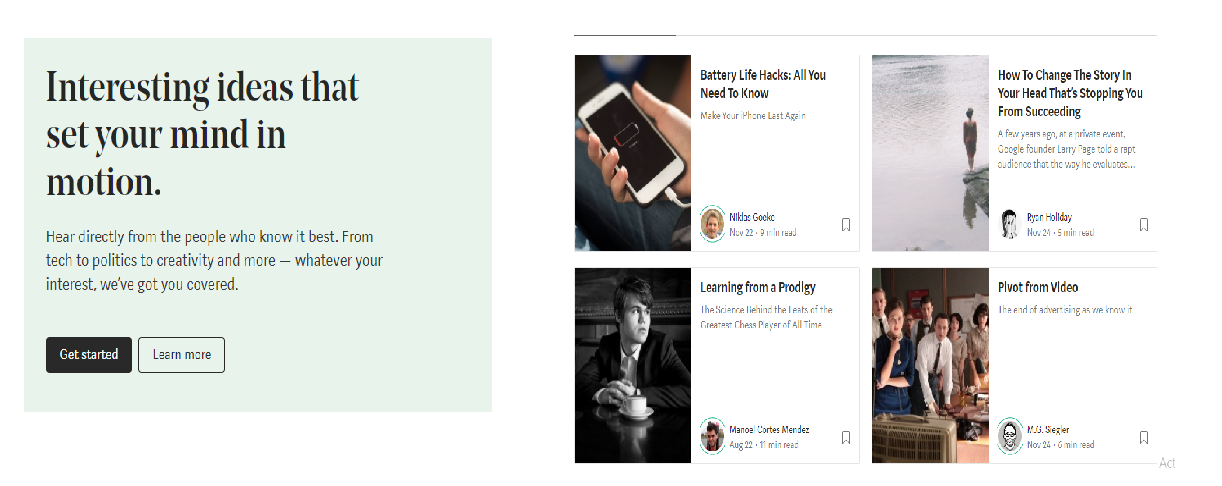 Interesting ideas that
set your mind in
motion.
Hear directly from the people who know it best. From
tech to politics to creativity and more — whatever your
interest, we've got you covered.
Get started
Learn more
Battery Life Hacks: All You
Need To Know
Make Your iPhone Last Again
Niklas Goeke
Nov 22 · 9 min read
How To Change The Story In
Your Head That's Stopping You
From Succeeding
A few years ago, at a private event,
Google founder Larry Page told a rapt
audience that the way he evaluates...
Ryan Holiday
Nov 24 · 5 min read
Learning from a Prodigy
The Science Behind the Feats of the
Greatest Chess Player of All Time
Manoel Cortes Mendez
Aug 22 · 11 min read
Pivot from Video
The end of advertising as we know it
M.G. Siegler
Nov 24 · 6 min read
Act